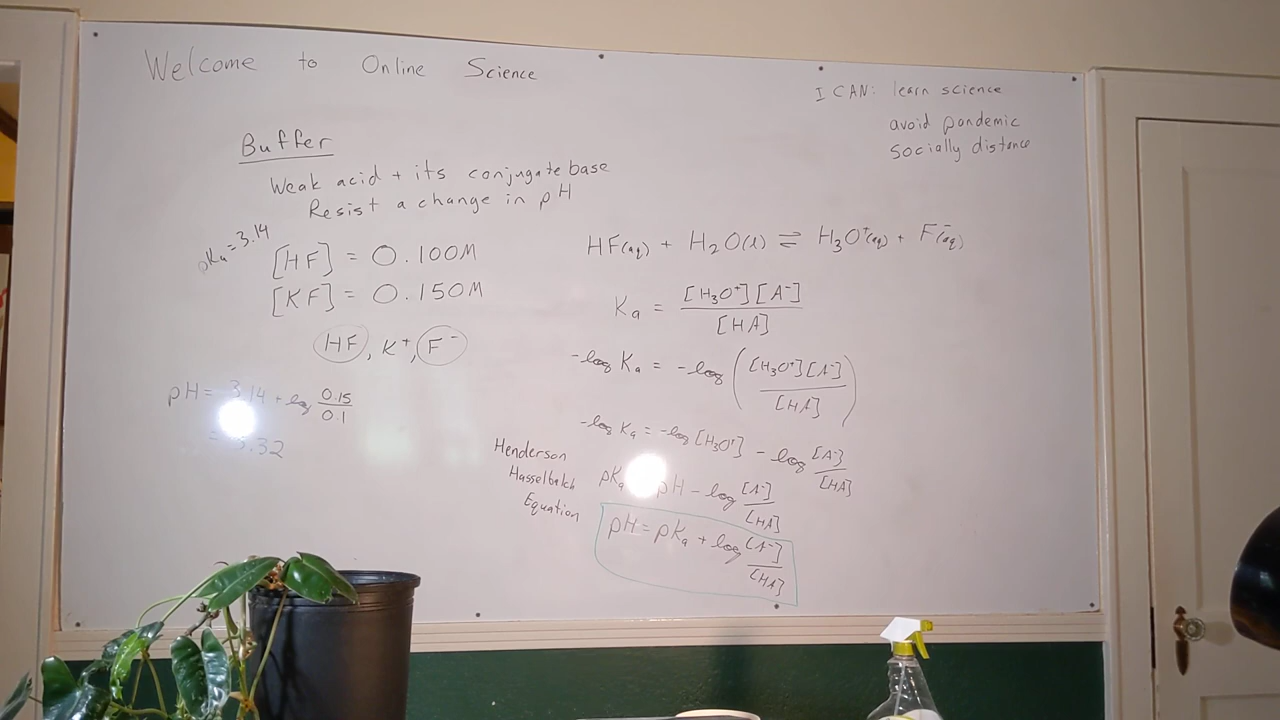 Welcome to Online Science
I CAN: learn science
avoid pandemic
socially distance
Buffer
Weak acid + its conjugate base
Resist a change in pH
pKa = 3.14
[HF] = 0.100M
[KF] = 0.150M
HF, K⁺, F⁻
pH = 3.14 + log 0.15/0.1
= 3.32
HF(aq) + H₂O(l) ⇌ H₃O⁺(aq) + F⁻(aq)
Ka = [H₃O⁺][A⁻]/[HA]
-log Ka = -log([H₃O⁺][A⁻]/[HA])
-log Ka = -log[H₃O⁺] - log [A⁻]/[HA]
Henderson
Hasselbalch
Equation
pKa = pH - log [A⁻]/[HA]
pH = pKa + log [A⁻]/[HA]